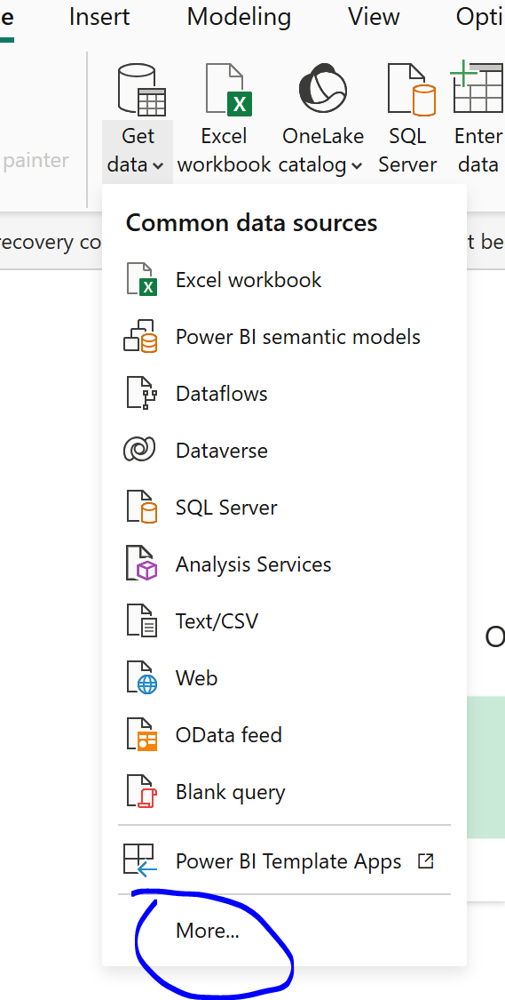 e Insert Modeling View Opti
painter
Get data
Excel workbook
OneLake catalog
SQL Server
Enter data
recovery co
t be
Common data sources
Excel workbook
Power BI semantic models
Dataflows
Dataverse
SQL Server
Analysis Services
Text/CSV
Web
OData feed
Blank query
Power BI Template Apps
More...
O